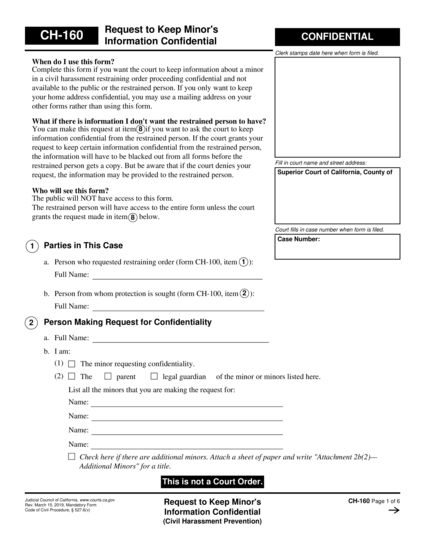 CH-160
Request to Keep Minor's
Information Confidential
CONFIDENTIAL
Clerk stamps date here when form is filed.
When do I use this form?
Complete this form if you want the court to keep information about a minor
in a civil harassment restraining order proceeding confidential and not
available to the public or the restrained person. If you only want to keep
your home address confidential, you may use a mailing address on your
other forms rather than using this form.
What if there is information I don't want the restrained person to have?
You can make this request at item 8 if you want to ask the court to keep
information confidential from the restrained person. If the court grants your
request to keep certain information confidential from the restrained person,
the information will have to be blacked out from all forms before the
restrained person gets a copy. But be aware that if the court denies your
request, the information may be provided to the restrained person.
Who will see this form?
The public will NOT have access to this form.
The restrained person will have access to the entire form unless the court
grants the request made in item 8 below.
Fill in court name and street address:
Superior Court of California, County of
Court fills in case number when form is filed.
Case Number:
1 Parties in This Case
a. Person who requested restraining order (form CH-100, item 1):
Full Name:
b. Person from whom protection is sought (form CH-100, item 2):
Full Name:
2 Person Making Request for Confidentiality
a. Full Name:
b. I am:
(1) The minor requesting confidentiality.
(2) The parent legal guardian of the minor or minors listed here.
List all the minors that you are making the request for:
Name:
Name:
Name:
Name:
Check here if there are additional minors. Attach a sheet of paper and write "Attachment 2b(2)—
Additional Minors" for a title.
This is not a Court Order.
Judicial Council of California, www.courts.ca.gov
Rev. March 15, 2019, Mandatory Form
Code of Civil Procedure, § 527.6(v)
Request to Keep Minor's
Information Confidential
(Civil Harassment Prevention)
CH-160 Page 1 of 6